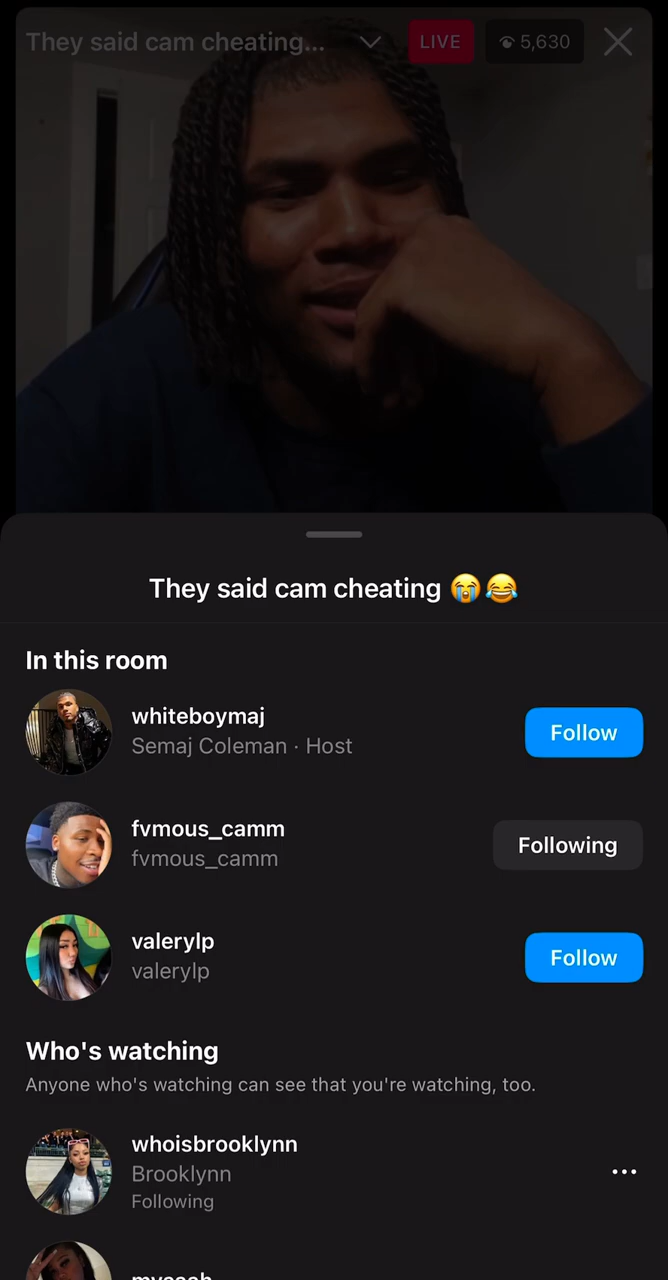 They said cam cheating...
LIVE
5,630
They said cam cheating 😭😂
In this room
whiteboymaj
Semaj Coleman · Host
Follow
fvmous_camm
fvmous_camm
Following
valerylp
valerylp
Follow
Who's watching
Anyone who's watching can see that you're watching, too.
whoisbrooklynn
Brooklynn
Following